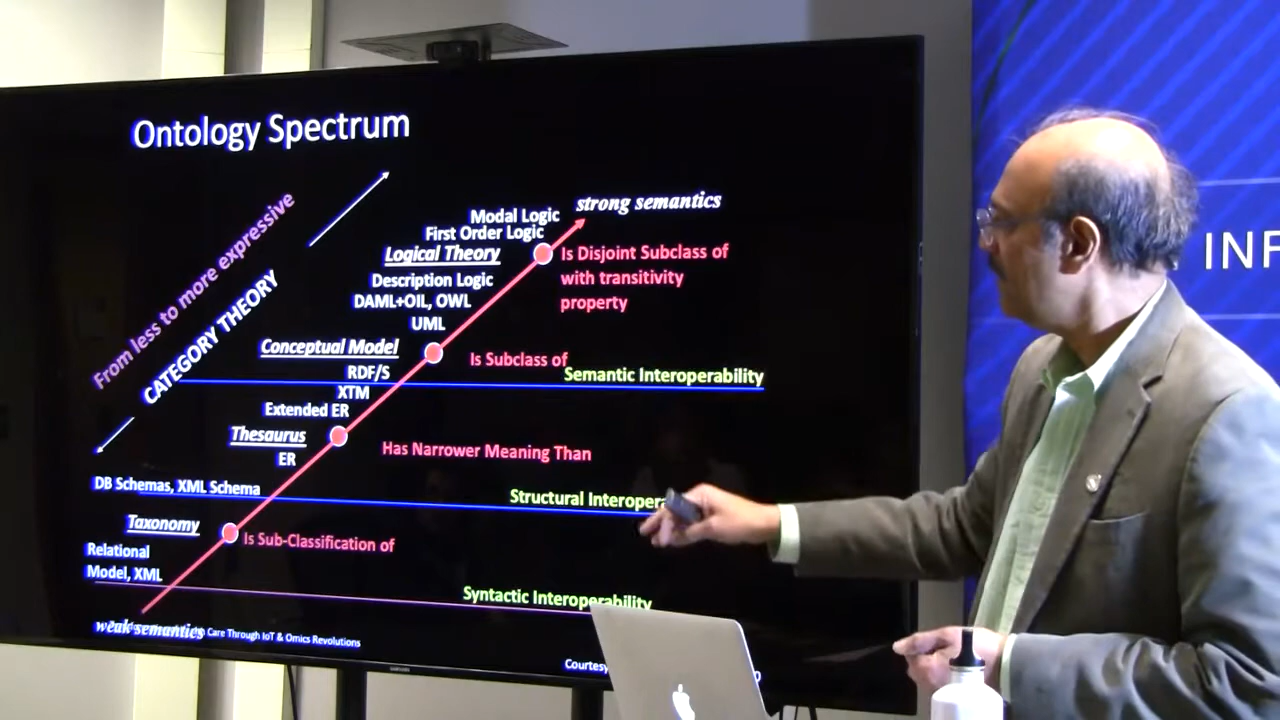 Ontology Spectrum
From less to more expressive
CATEGORY THEORY
strong semantics
Modal Logic
First Order Logic
Logical Theory
Is Disjoint Subclass of
with transitivity
property
Description Logic
DAML+OIL, OWL
UML
Conceptual Model
Is Subclass of
RDF/S
Semantic Interoperability
XTM
Extended ER
Thesaurus
Has Narrower Meaning Than
ER
DB Schemas, XML Schema
Structural Interopera
Taxonomy
Is Sub-Classification of
Relational
Model, XML
Syntactic Interoperability
weak semantics
Care Through IoT & Omics Revolutions
Courtesy
SAMSUNG
INF